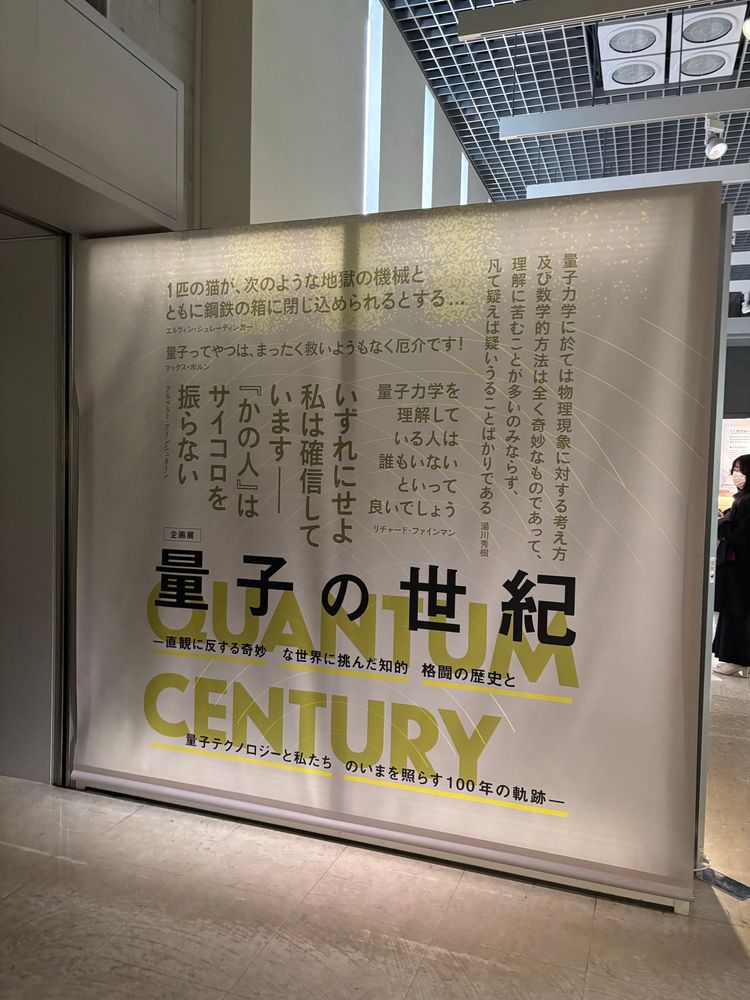 1匹の猫が、次のような地獄の機械と
ともに鋼鉄の箱に閉じ込められるとする…
エルヴィン・シュレーディンガー
量子ってやつは、まったく救いようもなく厄介です!
マックス・ボルン
量子力学に於ては物理現象に対する考え方
及び数学的方法は全く奇妙なものであって、
理解に苦むことが多いのみならず、
凡て疑えば疑いうることばかりである 湯川秀樹
いずれにせよ
私は確信して
います――
『かの人』は
サイコロを
振らない
アルベルト・アインシュタイン
量子力学を
理解して
いる人は
誰もいない
といって
良いでしょう
リチャード・ファインマン
企画展
量子の世紀
QUANTUM
―直観に反する奇妙 な世界に挑んだ知的 格闘の歴史と
CENTURY
量子テクノロジーと私たち のいまを照らす100年の軌跡―